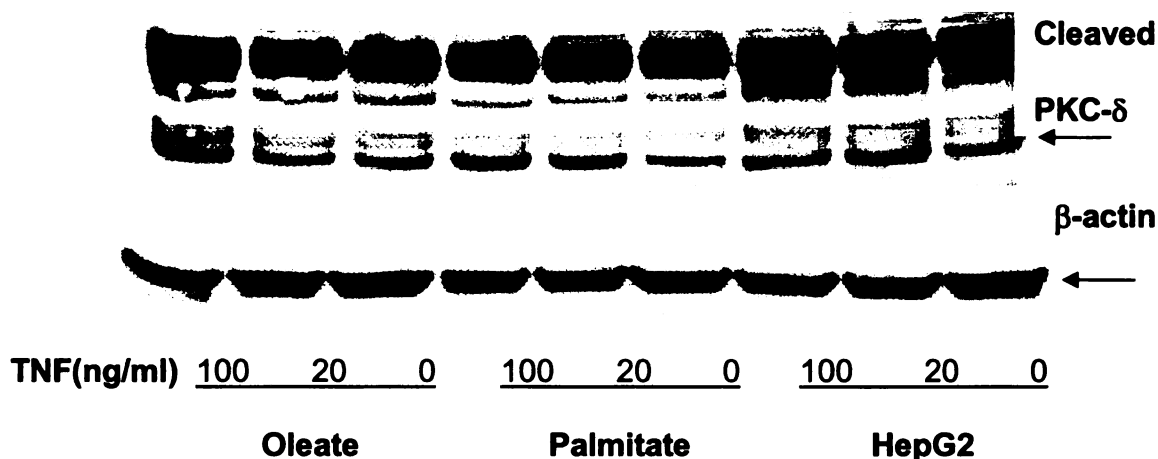 Cleaved
PKC-δ
β-actin
TNF(ng/ml) 100 20 0 100 20 0 100 20 0
Oleate Palmitate HepG2